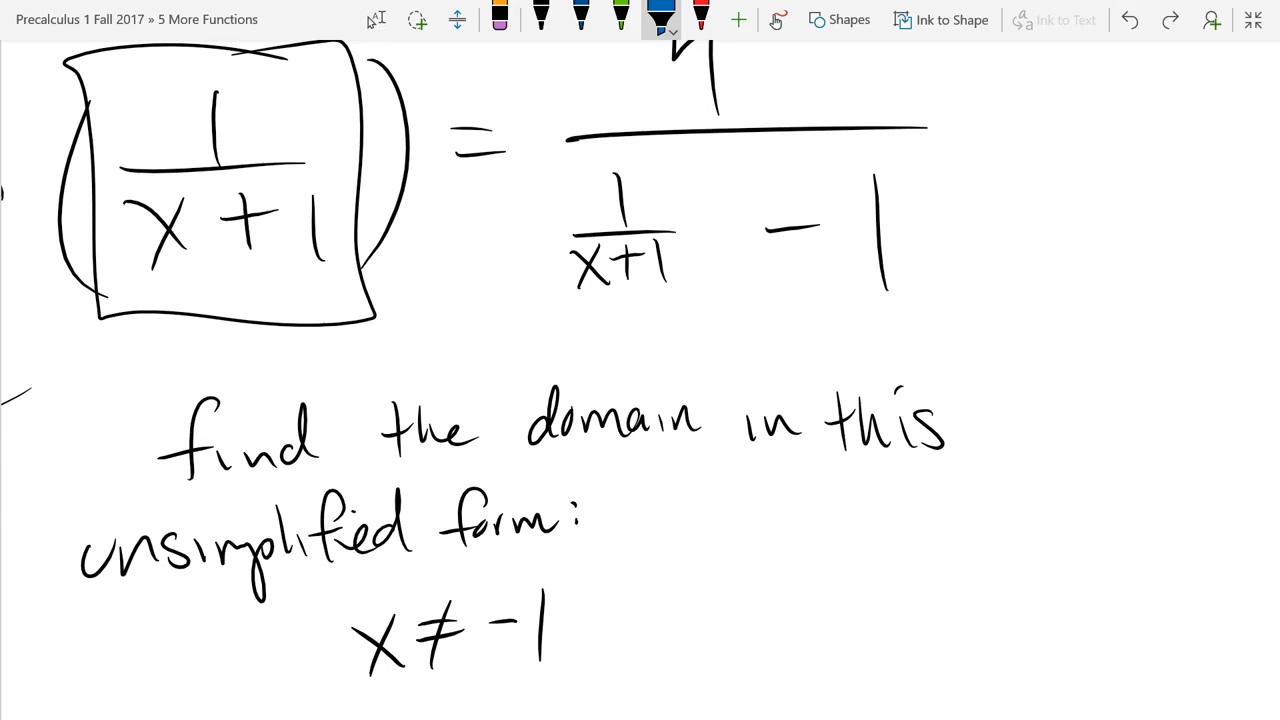 Precalculus 1 Fall 2017 » 5 More Functions
Shapes
Ink to Shape
Ink to Text
(1/(x+1)) = 4/(1/(x+1) - 1)
find the domain in this
unsimplified form:
x ≠ -1